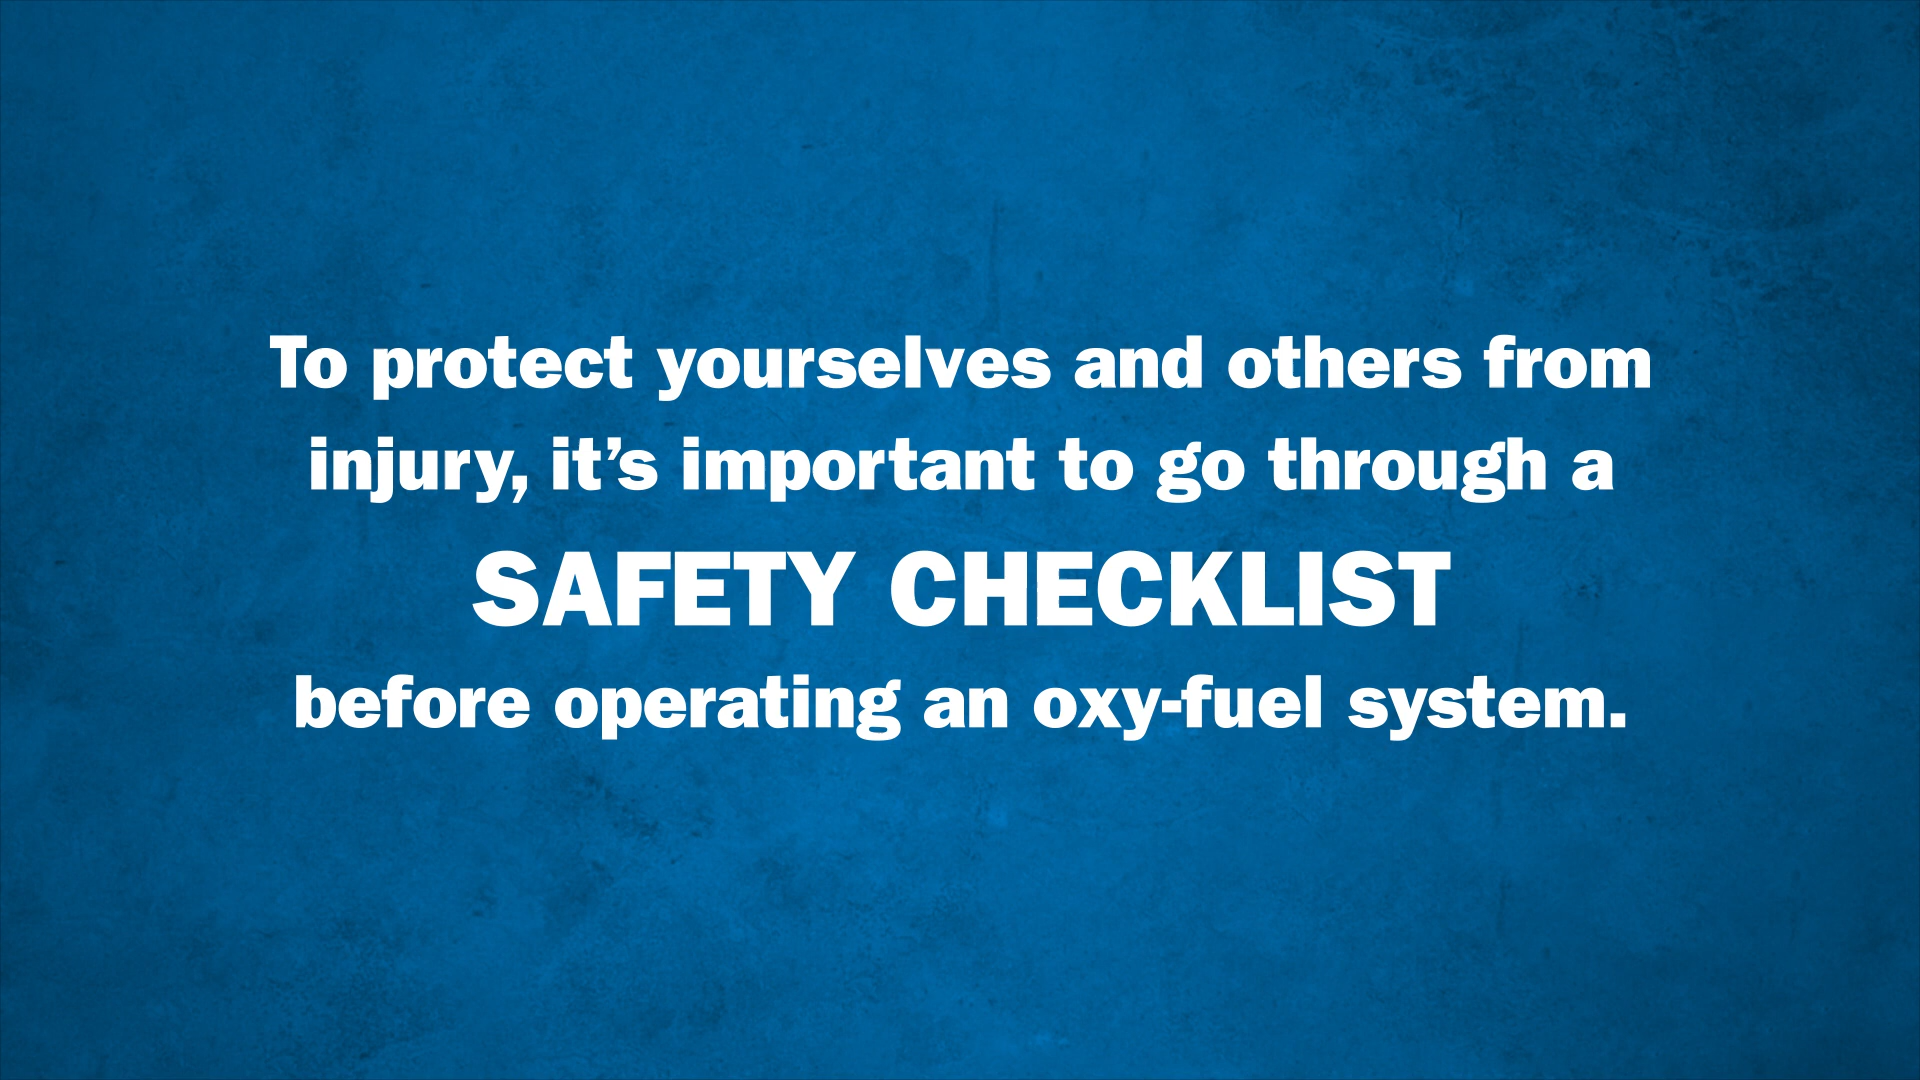 To protect yourselves and others from
injury, it’s important to go through a
SAFETY CHECKLIST
before operating an oxy-fuel system.